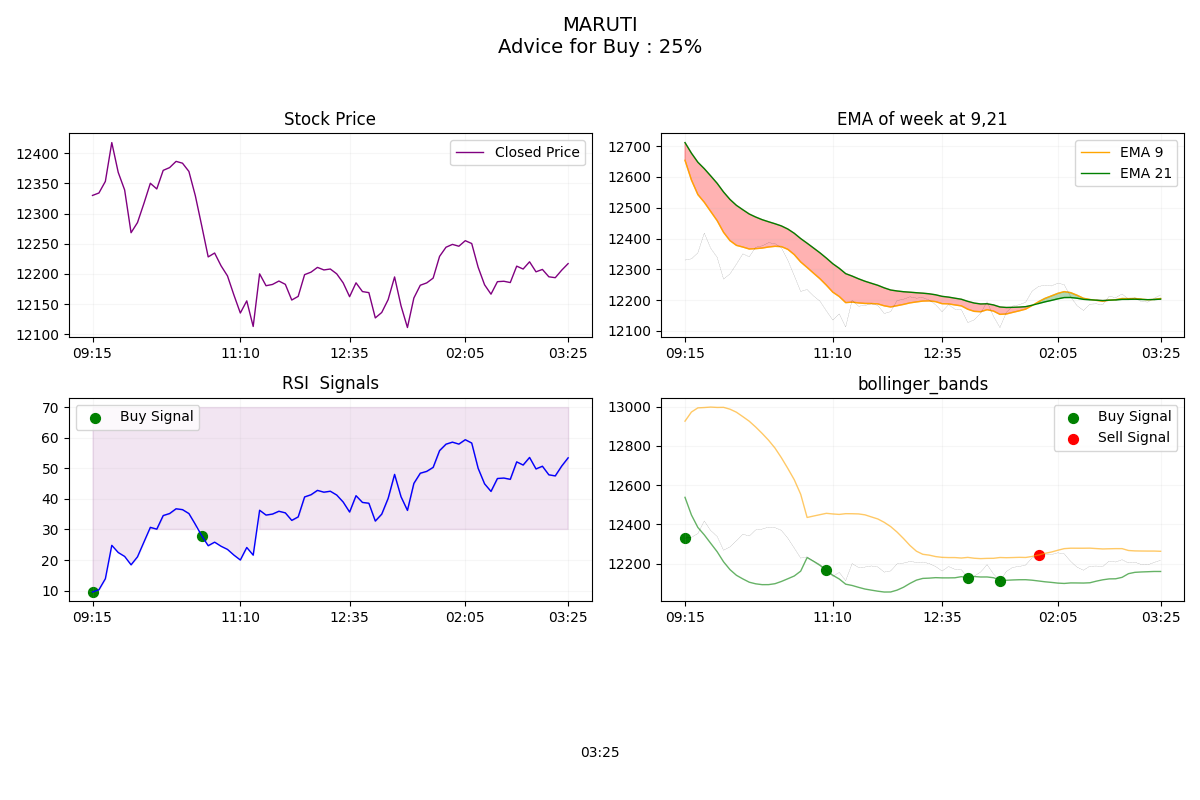 MARUTI
Advice for Buy : 25%
Stock Price
Closed Price
12400
12350
12300
12250
12200
12150
12100
09:15 11:10 12:35 02:05 03:25
EMA of week at 9,21
EMA 9
EMA 21
12700
12600
12500
12400
12300
12200
12100
09:15 11:10 12:35 02:05 03:25
RSI  Signals
Buy Signal
70
60
50
40
30
20
10
09:15 11:10 12:35 02:05 03:25
bollinger_bands
Buy Signal
Sell Signal
13000
12800
12600
12400
12200
09:15 11:10 12:35 02:05 03:25
03:25